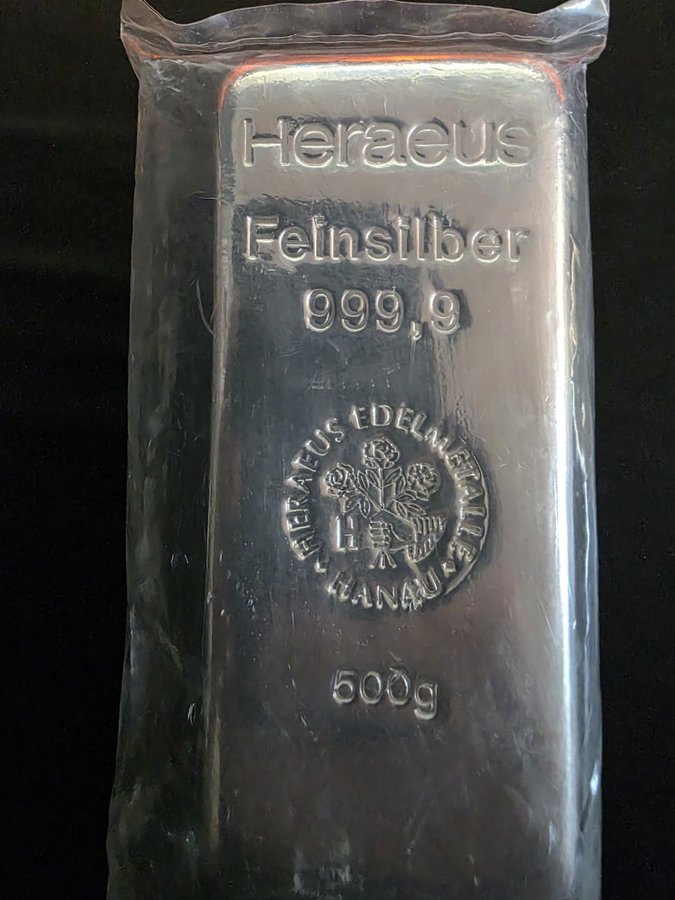 Heraeus
Feinsilber
999,9
HERAEUS EDELMETALLE
H
HANAU
500g